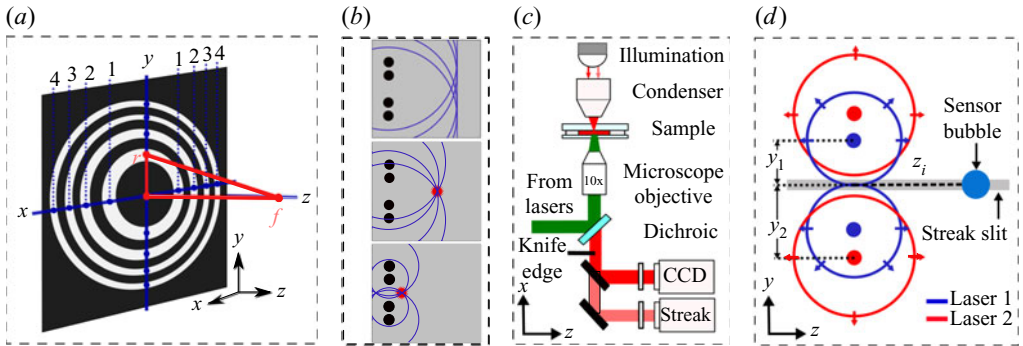 (a)
(b)
(c)
(d)
y
4 3 2 1
1 2 3 4
r
x
z
f
y
x
z
Illumination
Condenser
Sample
10x
Microscope
objective
From
lasers
Dichroic
Knife
edge
CCD
Streak
x
z
Sensor
bubble
y1
zi
y2
Streak slit
y
z
Laser 1
Laser 2